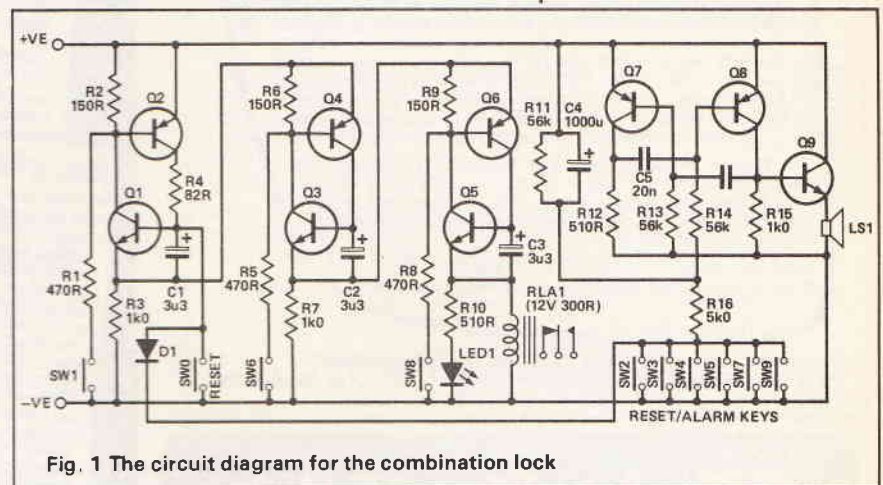 +VE
R2
150R
Q2
R6
150R
Q4
R9
150R
Q6
R11
56k
C4
1000u
Q7
Q8
Q9
R4
82R
Q1
Q3
Q5
C5
20n
R12
510R
R13
56k
R14
56k
R15
1k0
LS1
R1
470R
R3
1k0
C1
3u3
R5
470R
R7
1k0
C2
3u3
R8
470R
R10
510R
C3
3u3
RLA1
(12V 300R)
R16
5k0
LED1
D1
SW1
SW0
RESET
SW6
SW8
SW2
SW3
SW4
SW5
SW7
SW9
–VE
RESET/ALARM KEYS
Fig. 1 The circuit diagram for the combination lock